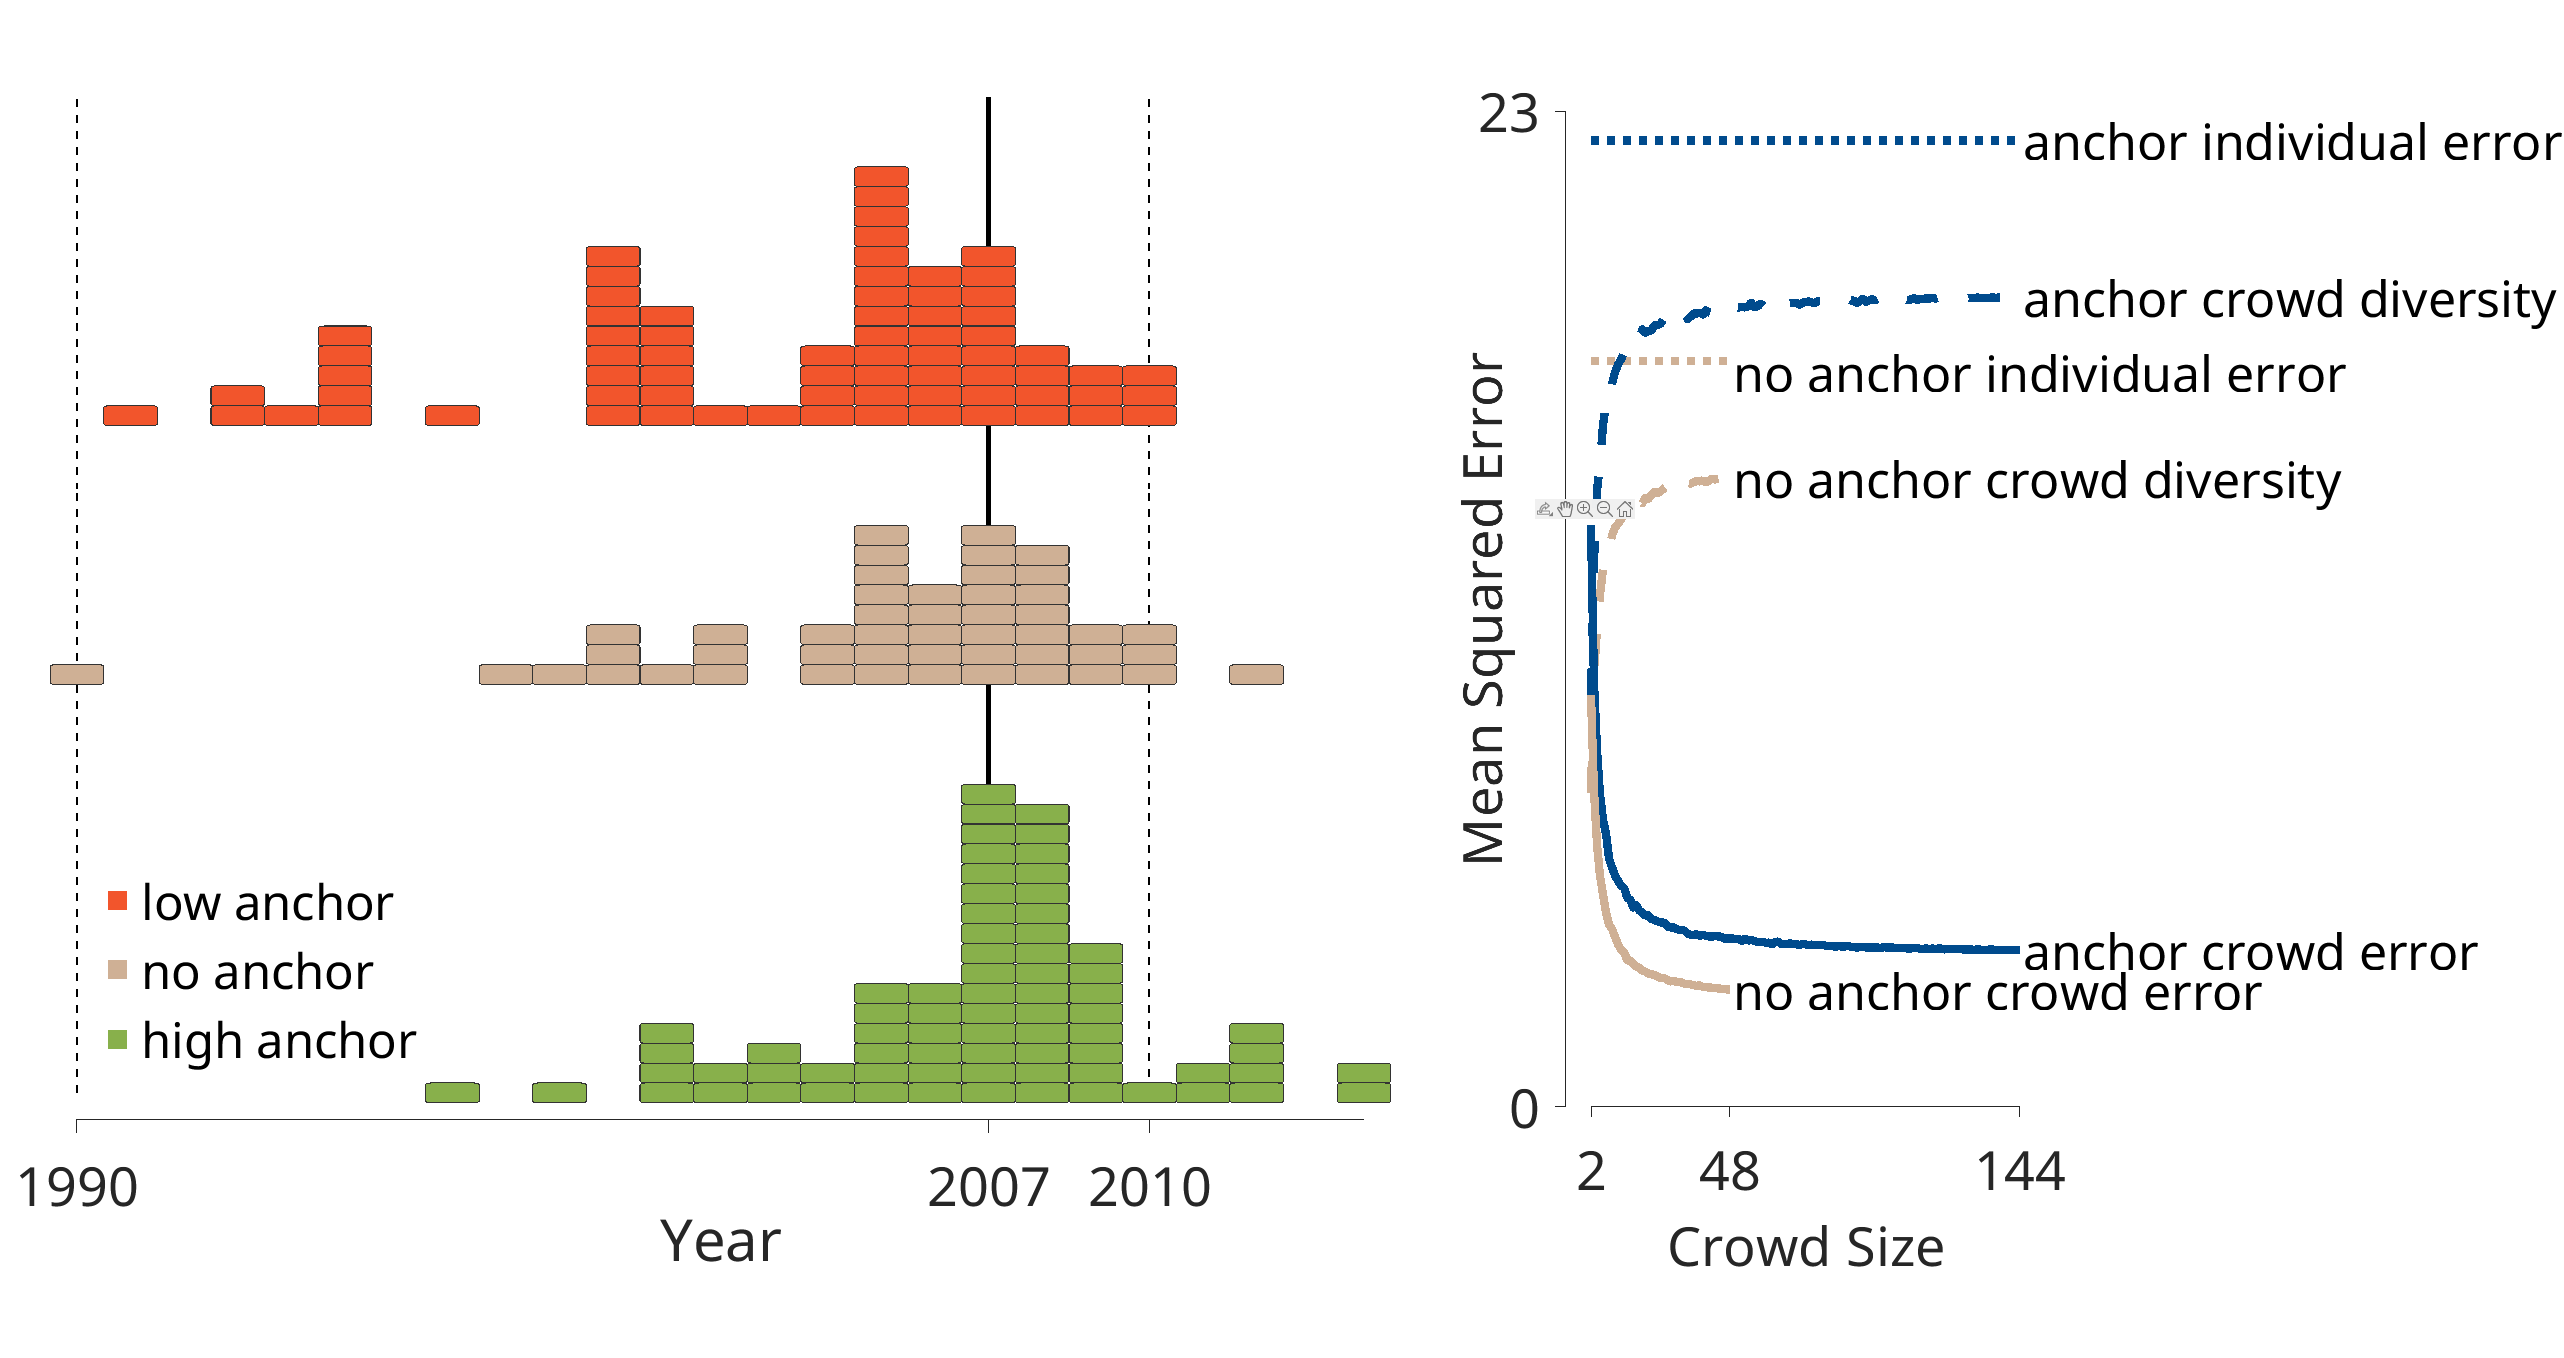 low anchor
no anchor
high anchor
1990
2007
2010
Year
23
0
Mean Squared Error
anchor individual error
anchor crowd diversity
no anchor individual error
no anchor crowd diversity
anchor crowd error
no anchor crowd error
2
48
144
Crowd Size